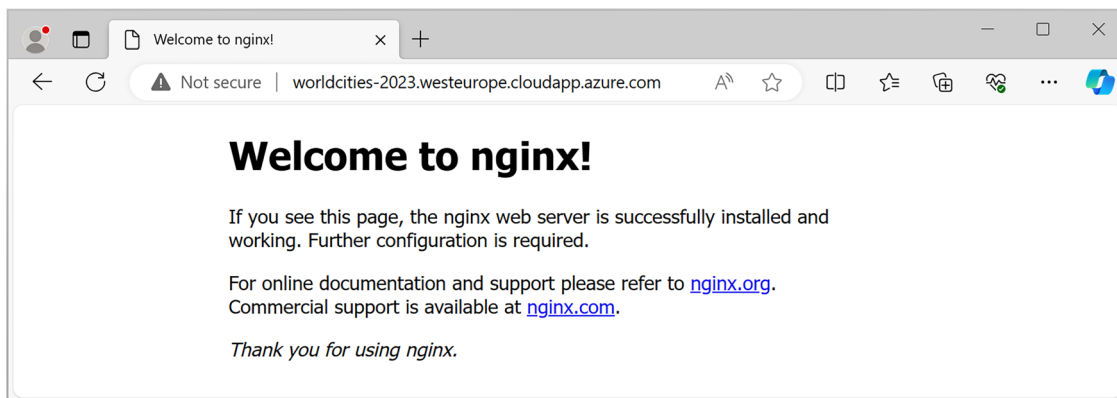 Welcome to nginx!
Not secure | worldcities-2023.westeurope.cloudapp.azure.com
Welcome to nginx!
If you see this page, the nginx web server is successfully installed and
working. Further configuration is required.
For online documentation and support please refer to nginx.org.
Commercial support is available at nginx.com.
Thank you for using nginx.